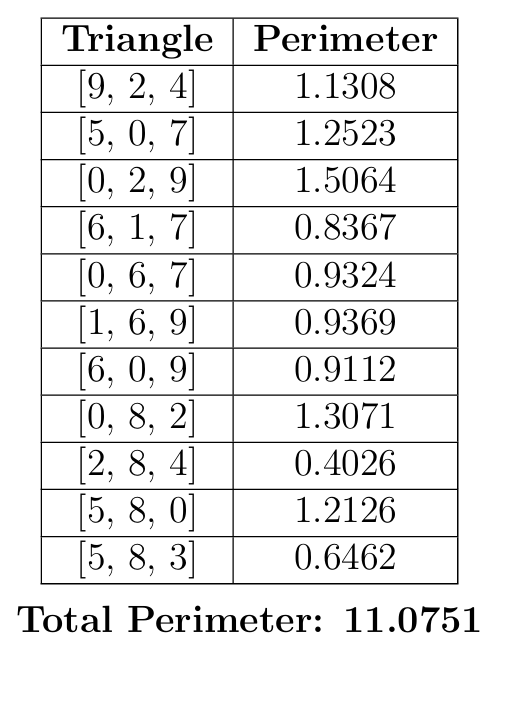 Triangle Perimeter
[9, 2, 4] 1.1308
[5, 0, 7] 1.2523
[0, 2, 9] 1.5064
[6, 1, 7] 0.8367
[0, 6, 7] 0.9324
[1, 6, 9] 0.9369
[6, 0, 9] 0.9112
[0, 8, 2] 1.3071
[2, 8, 4] 0.4026
[5, 8, 0] 1.2126
[5, 8, 3] 0.6462
Total Perimeter: 11.0751